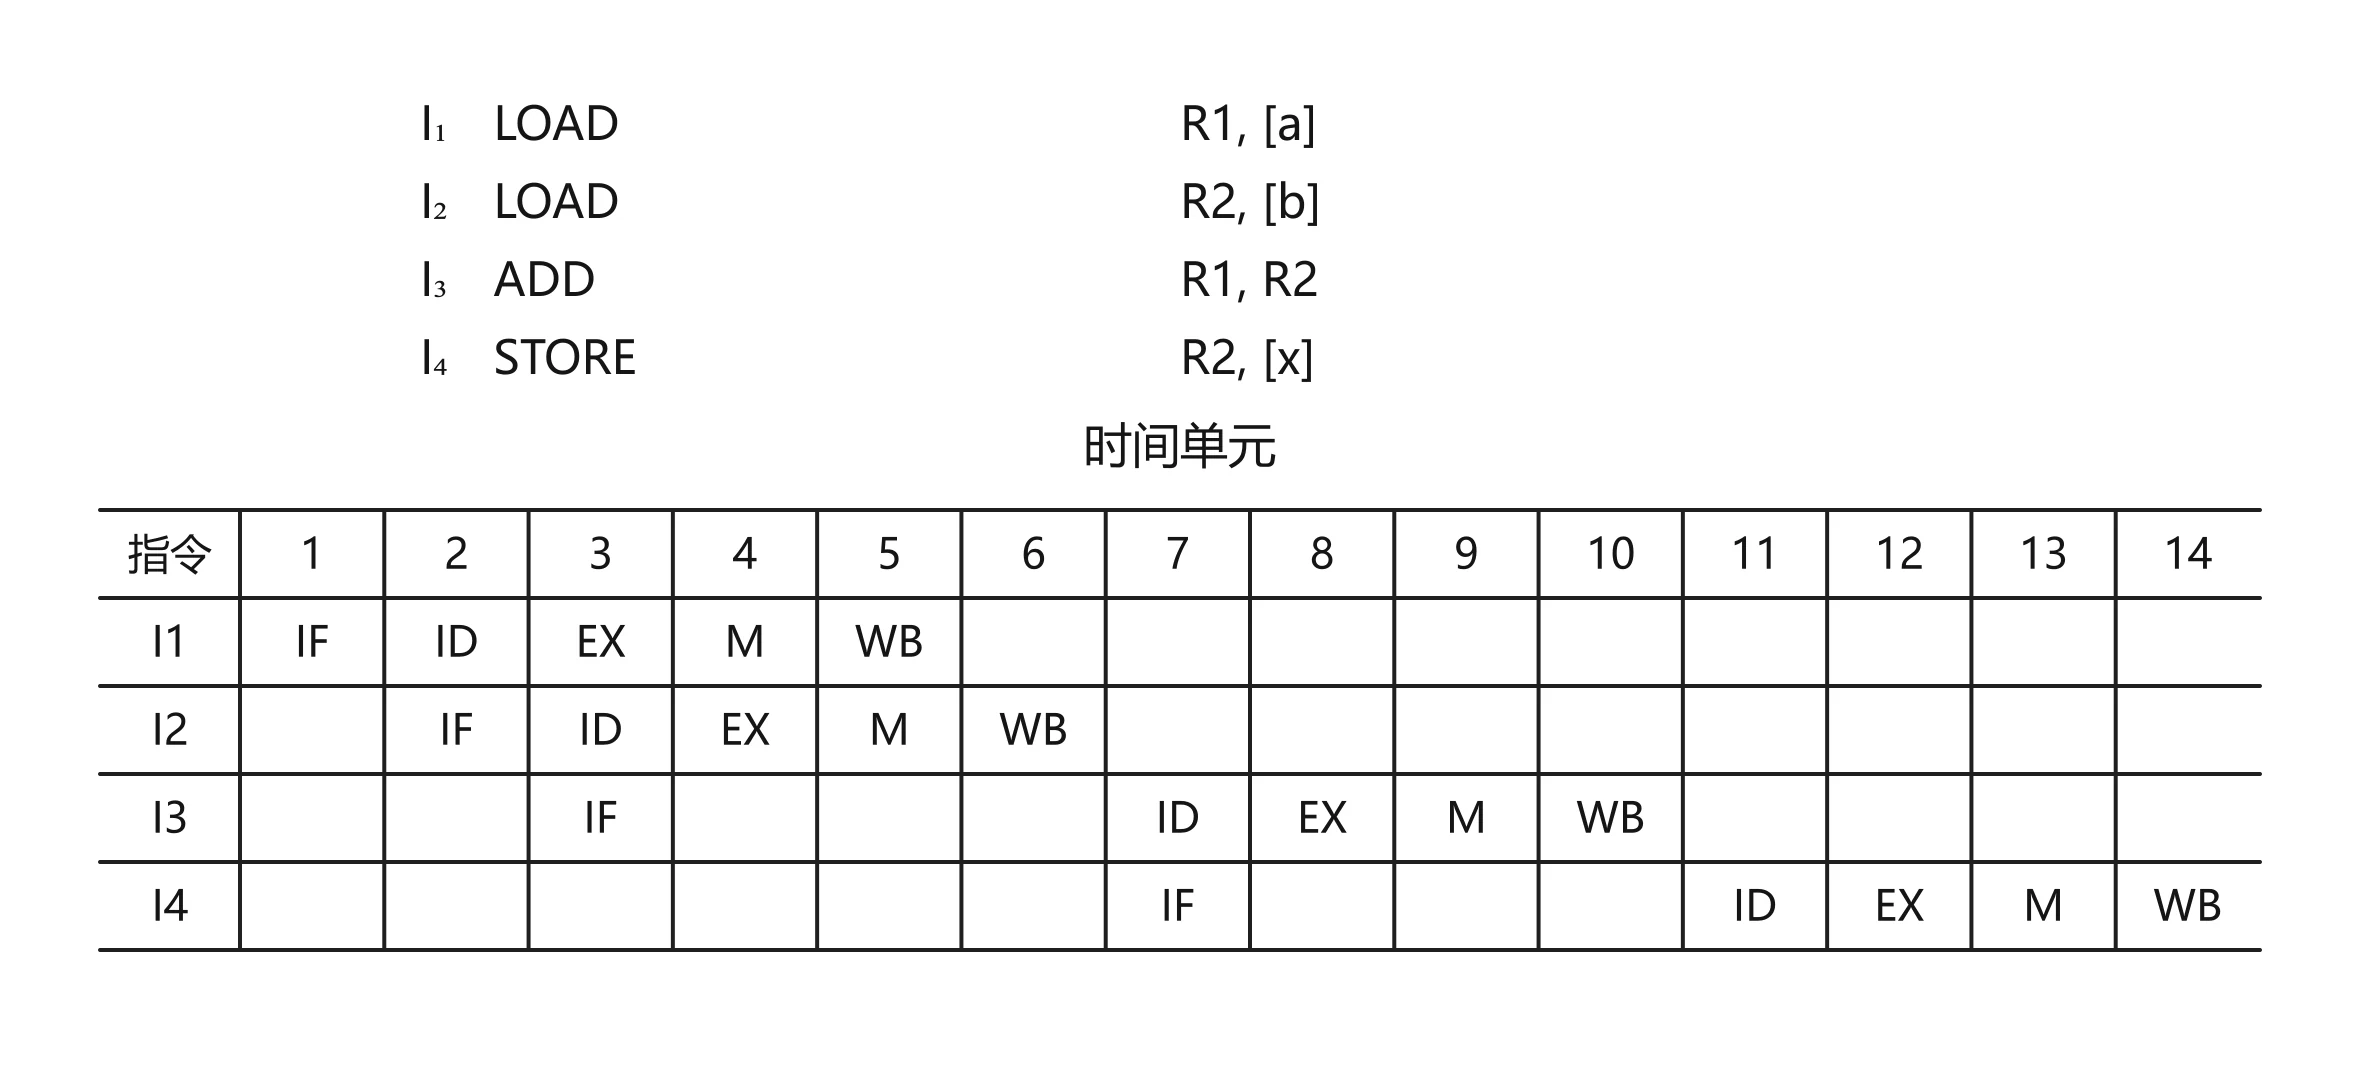 I₁ LOAD R1, [a]
I₂ LOAD R2, [b]
I₃ ADD R1, R2
I₄ STORE R2, [x]
时间单元
指令 1 2 3 4 5 6 7 8 9 10 11 12 13 14
I1 IF ID EX M WB
I2 IF ID EX M WB
I3 IF ID EX M WB
I4 IF ID EX M WB